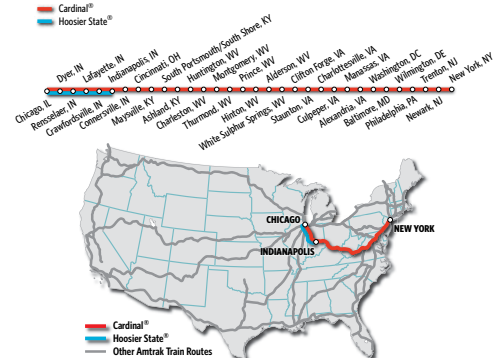 Cardinal®
Hoosier State®
Chicago, IL
Dyer, IN
Rensselaer, IN
Lafayette, IN
Crawfordsville, IN
Indianapolis, IN
Connersville, IN
Cincinnati, OH
Maysville, KY
South Portsmouth/South Shore, KY
Ashland, KY
Huntington, WV
Charleston, WV
Montgomery, WV
Thurmond, WV
Prince, WV
Hinton, WV
Alderson, WV
White Sulphur Springs, WV
Clifton Forge, VA
Staunton, VA
Charlottesville, VA
Culpeper, VA
Manassas, VA
Alexandria, VA
Washington, DC
Baltimore, MD
Wilmington, DE
Philadelphia, PA
Trenton, NJ
Newark, NJ
New York, NY
CHICAGO
INDIANAPOLIS
NEW YORK
Cardinal®
Hoosier State®
Other Amtrak Train Routes